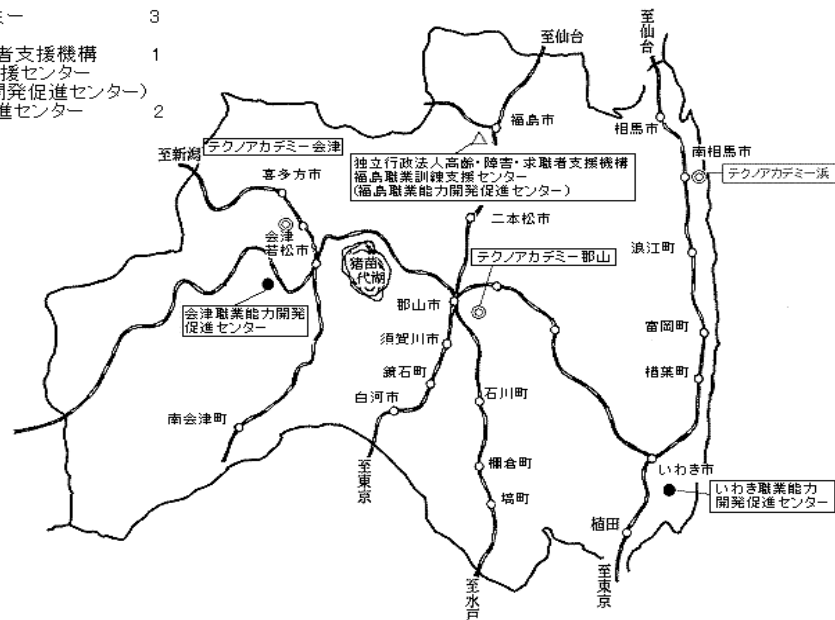 ミー 3
者支援機構 1
援センター
開発促進センター）
進センター 2
至仙台
至仙台
福島市
相馬市
テクノアカデミー会津
至新潟
独立行政法人高齢・障害・求職者支援機構
福島職業訓練支援センター
(福島職業能力開発促進センター)
南相馬市
テクノアカデミー浜
喜多方市
二本松市
会津
若松市
猪苗
代湖
テクノアカデミー郡山
浪江町
郡山市
会津職業能力開発
促進センター
須賀川市
富岡町
鏡石町
楢葉町
白河市
石川町
南会津町
至東京
棚倉町
いわき市
いわき職業能力
開発促進センター
塙町
植田
至水戸
至東京